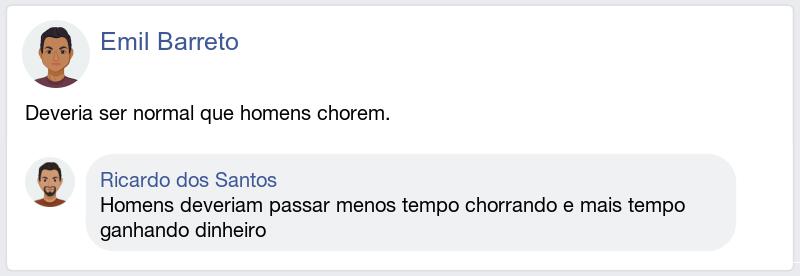 Emil Barreto
Deveria ser normal que homens chorem.
Ricardo dos Santos
Homens deveriam passar menos tempo chorrando e mais tempo
ganhando dinheiro